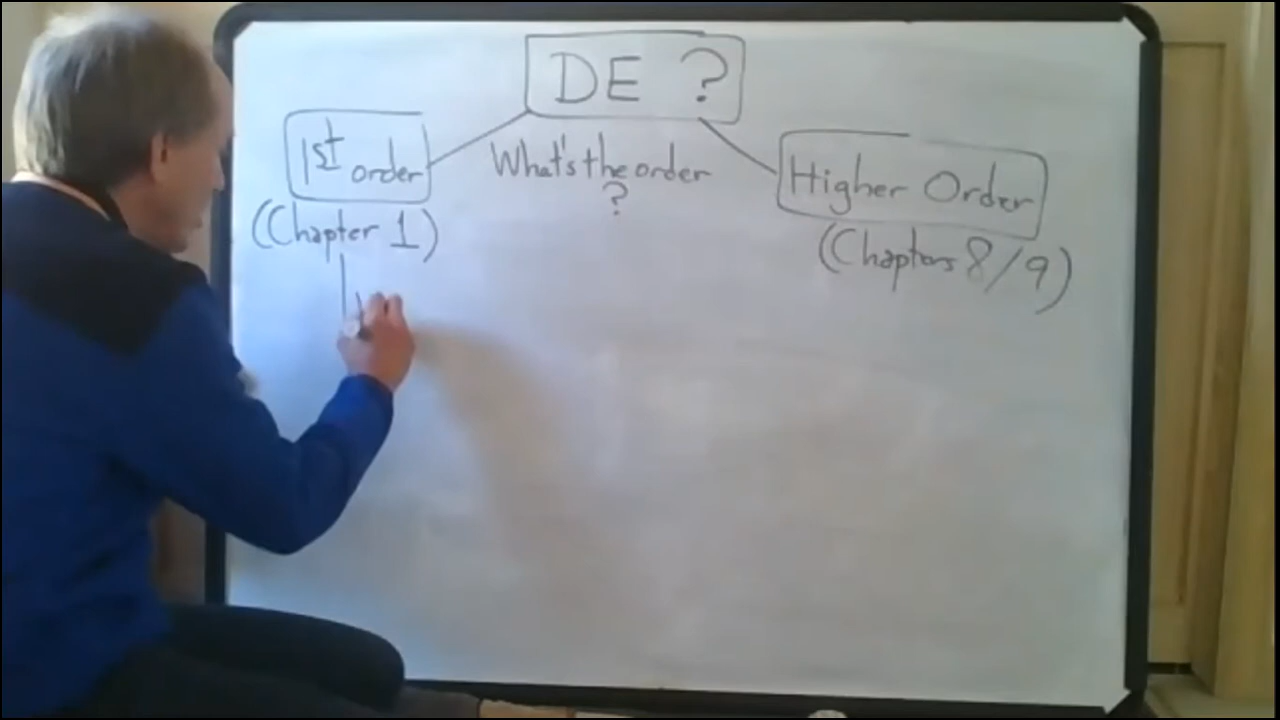 DE ?
1st order
What's the order
?
Higher Order
(Chapter 1)
(Chapters 8/9)